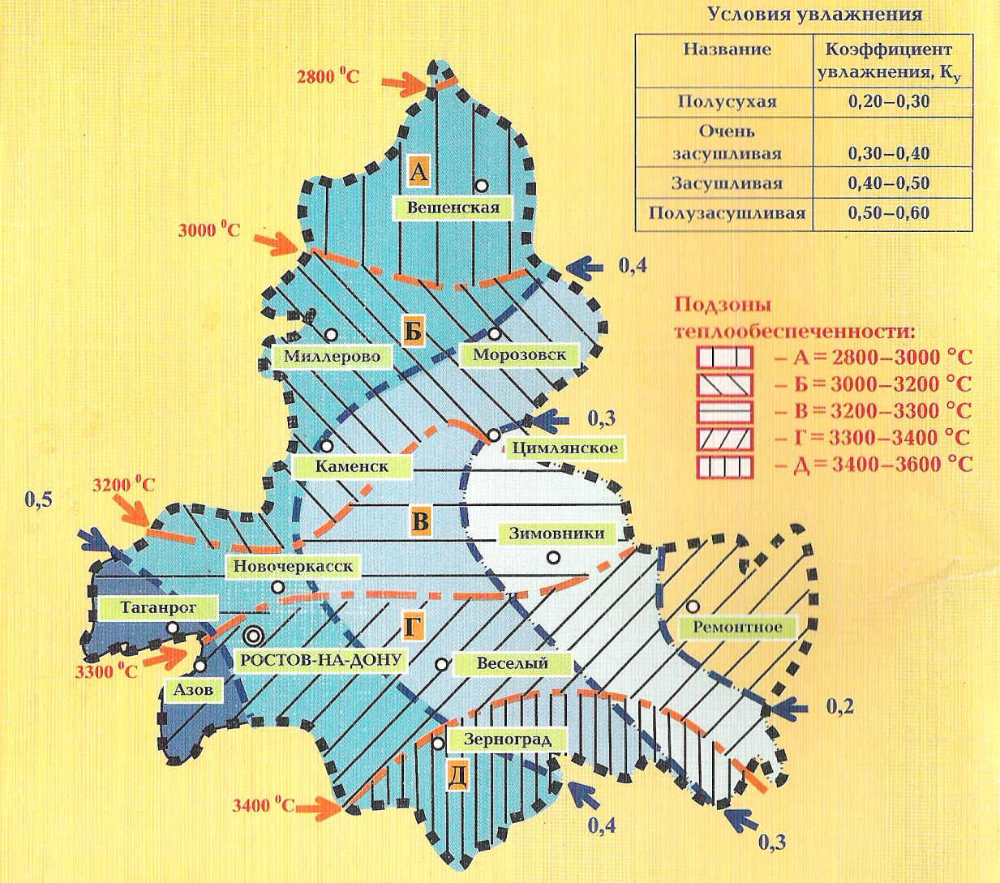 Условия увлажнения
Название
Коэффициент
увлажнения, Kу
Полусухая
0,20–0,30
Очень
засушливая
0,30–0,40
Засушливая
0,40–0,50
Полузасушливая
0,50–0,60
2800 °C
А
Вешенская
3000 °C
0,4
Подзоны
теплообеспеченности:
– А = 2800–3000 °C
– Б = 3000–3200 °C
– В = 3200–3300 °C
– Г = 3300–3400 °C
– Д = 3400–3600 °C
Б
Миллерово
Морозовск
0,3
Цимлянское
Каменск
3200 °C
0,5
В
Зимовники
Новочеркасск
и
Таганрог
Г
Ремонтное
РОСТОВ-НА-ДОНУ
Веселый
3300 °C
Азов
0,2
Зерноград
Д
3400 °C
0,4
0,3